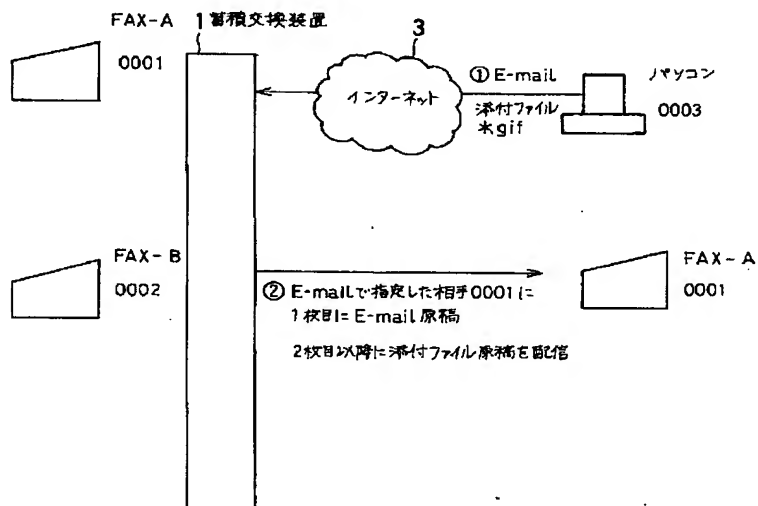 FAX-A
0001
1 蓄積交換装置
3
インターネット
① E-mail
添付ファイル
*gif
パソコン
0003
FAX-B
0002
② E-mailで指定した相手0001に
1枚目にE-mail原稿
2枚目以降に添付ファイル原稿を配信
FAX-A
0001